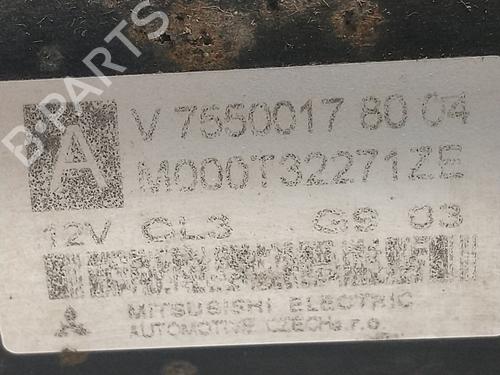 B-PARTS
A
V 7550017 80 04
M000T32271ZE
12V CL3 G9 03
MITSUBISHI ELECTRIC
AUTOMOTIVE CZECH s.r.o